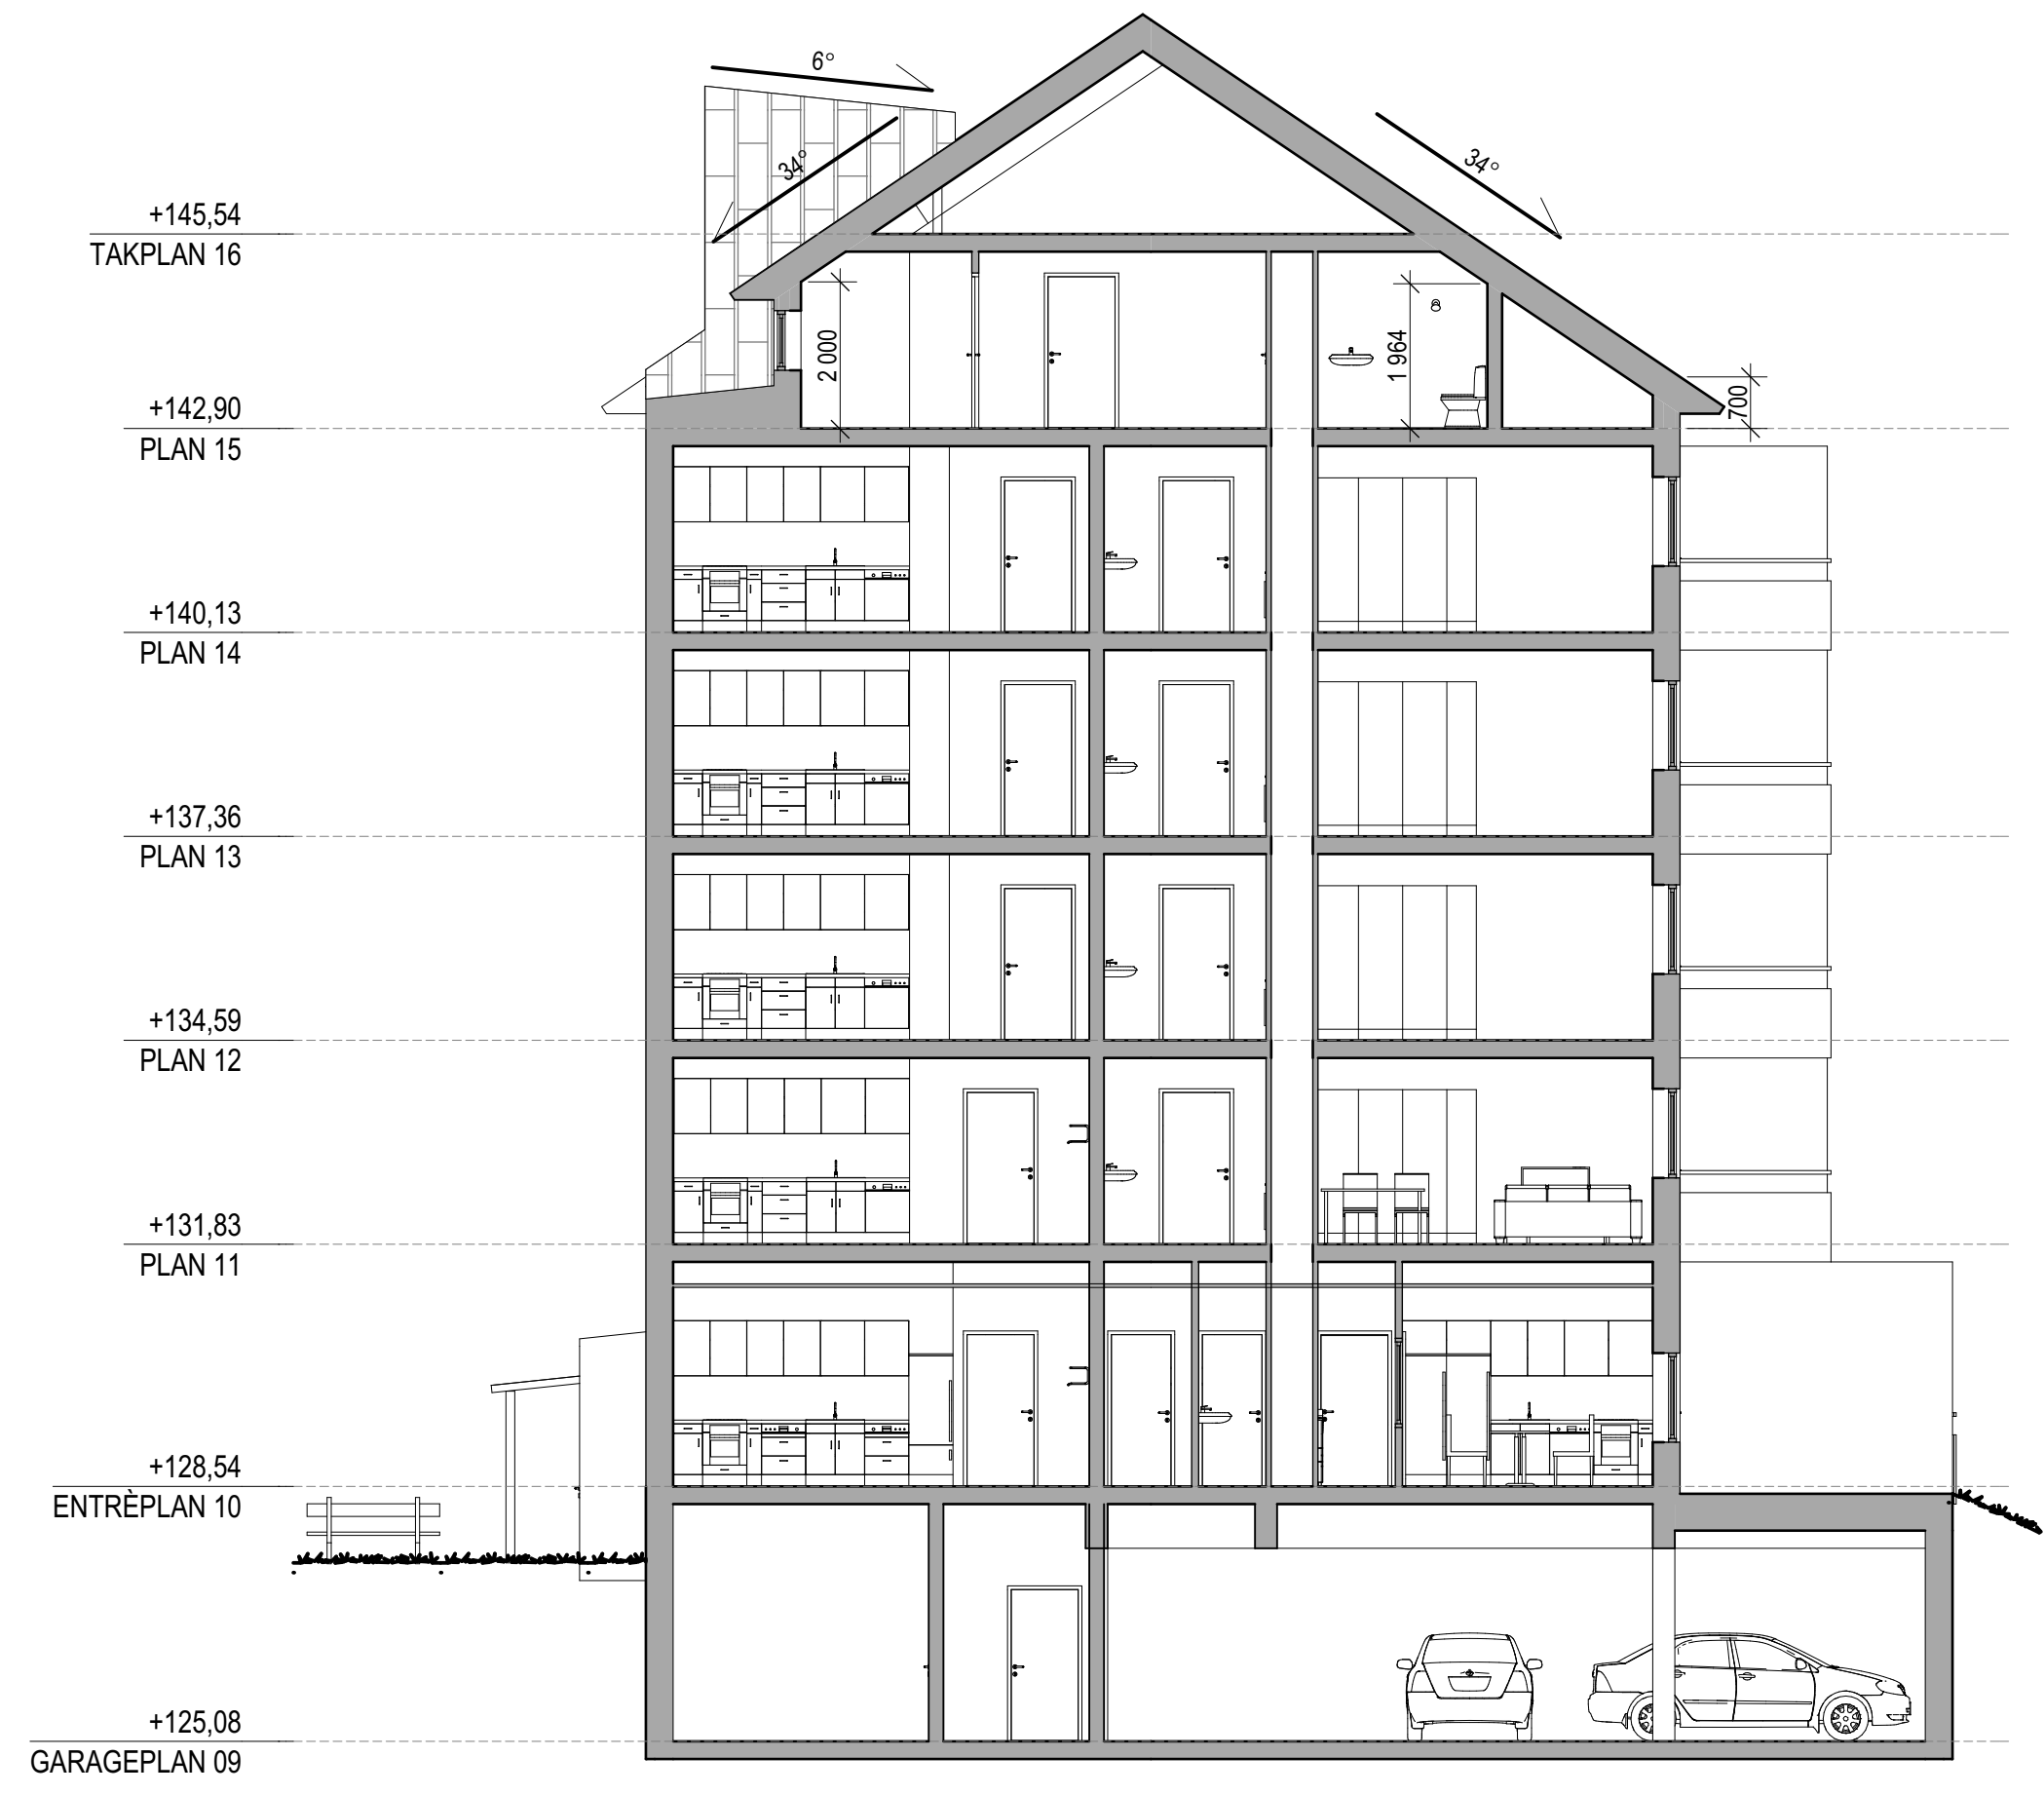 6°
34°
34°
+145,54
TAKPLAN 16
2 000
1 964
700
+142,90
PLAN 15
+140,13
PLAN 14
+137,36
PLAN 13
+134,59
PLAN 12
+131,83
PLAN 11
+128,54
ENTRÈPLAN 10
+125,08
GARAGEPLAN 09